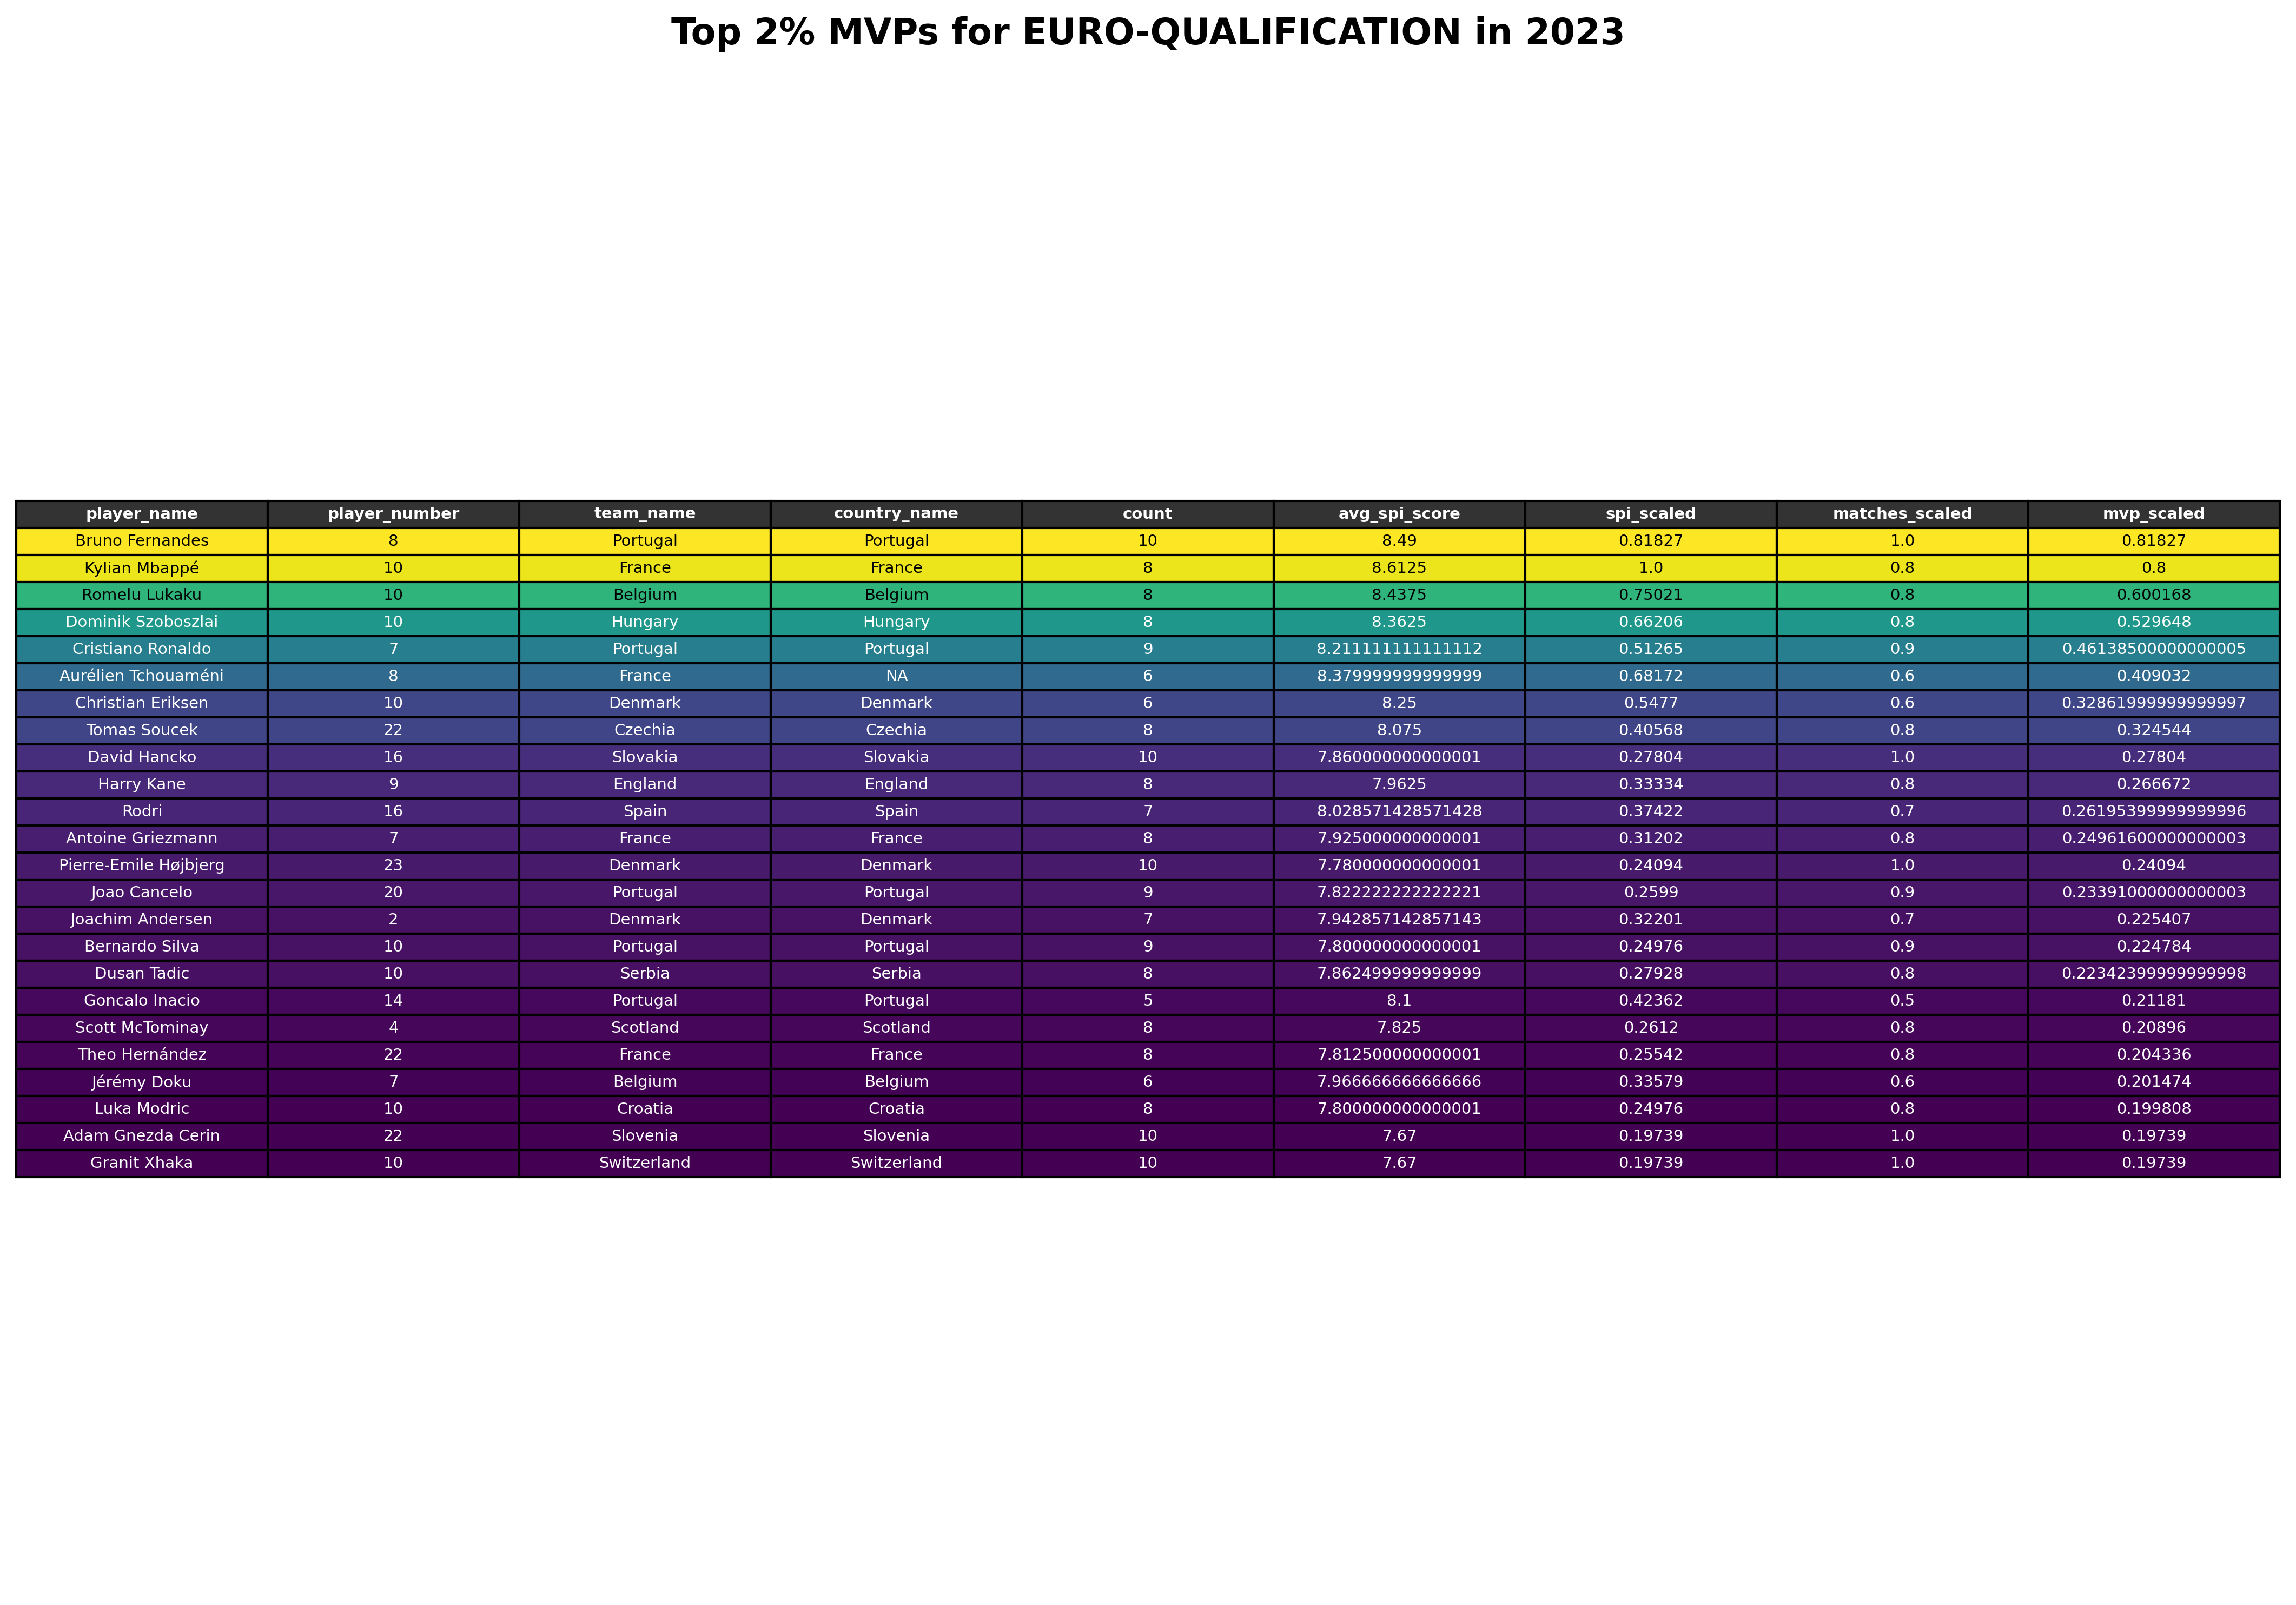 Top 2% MVPs for EURO-QUALIFICATION in 2023
player_name player_number team_name country_name count avg_spi_score spi_scaled matches_scaled mvp_scaled
Bruno Fernandes 8 Portugal Portugal 10 8.49 0.81827 1.0 0.81827
Kylian Mbappé 10 France France 8 8.6125 1.0 0.8 0.8
Romelu Lukaku 10 Belgium Belgium 8 8.4375 0.75021 0.8 0.600168
Dominik Szoboszlai 10 Hungary Hungary 8 8.3625 0.66206 0.8 0.529648
Cristiano Ronaldo 7 Portugal Portugal 9 8.211111111111112 0.51265 0.9 0.46138500000000005
Aurélien Tchouaméni 8 France NA 6 8.379999999999999 0.68172 0.6 0.409032
Christian Eriksen 10 Denmark Denmark 6 8.25 0.5477 0.6 0.32861999999999997
Tomas Soucek 22 Czechia Czechia 8 8.075 0.40568 0.8 0.324544
David Hancko 16 Slovakia Slovakia 10 7.860000000000001 0.27804 1.0 0.27804
Harry Kane 9 England England 8 7.9625 0.33334 0.8 0.266672
Rodri 16 Spain Spain 7 8.028571428571428 0.37422 0.7 0.26195399999999996
Antoine Griezmann 7 France France 8 7.925000000000001 0.31202 0.8 0.24961600000000003
Pierre-Emile Højbjerg 23 Denmark Denmark 10 7.780000000000001 0.24094 1.0 0.24094
Joao Cancelo 20 Portugal Portugal 9 7.822222222222221 0.2599 0.9 0.23391000000000003
Joachim Andersen 2 Denmark Denmark 7 7.942857142857143 0.32201 0.7 0.225407
Bernardo Silva 10 Portugal Portugal 9 7.800000000000001 0.24976 0.9 0.224784
Dusan Tadic 10 Serbia Serbia 8 7.862499999999999 0.27928 0.8 0.22342399999999998
Goncalo Inacio 14 Portugal Portugal 5 8.1 0.42362 0.5 0.21181
Scott McTominay 4 Scotland Scotland 8 7.825 0.2612 0.8 0.20896
Theo Hernández 22 France France 8 7.812500000000001 0.25542 0.8 0.204336
Jérémy Doku 7 Belgium Belgium 6 7.966666666666666 0.33579 0.6 0.201474
Luka Modric 10 Croatia Croatia 8 7.800000000000001 0.24976 0.8 0.199808
Adam Gnezda Cerin 22 Slovenia Slovenia 10 7.67 0.19739 1.0 0.19739
Granit Xhaka 10 Switzerland Switzerland 10 7.67 0.19739 1.0 0.19739